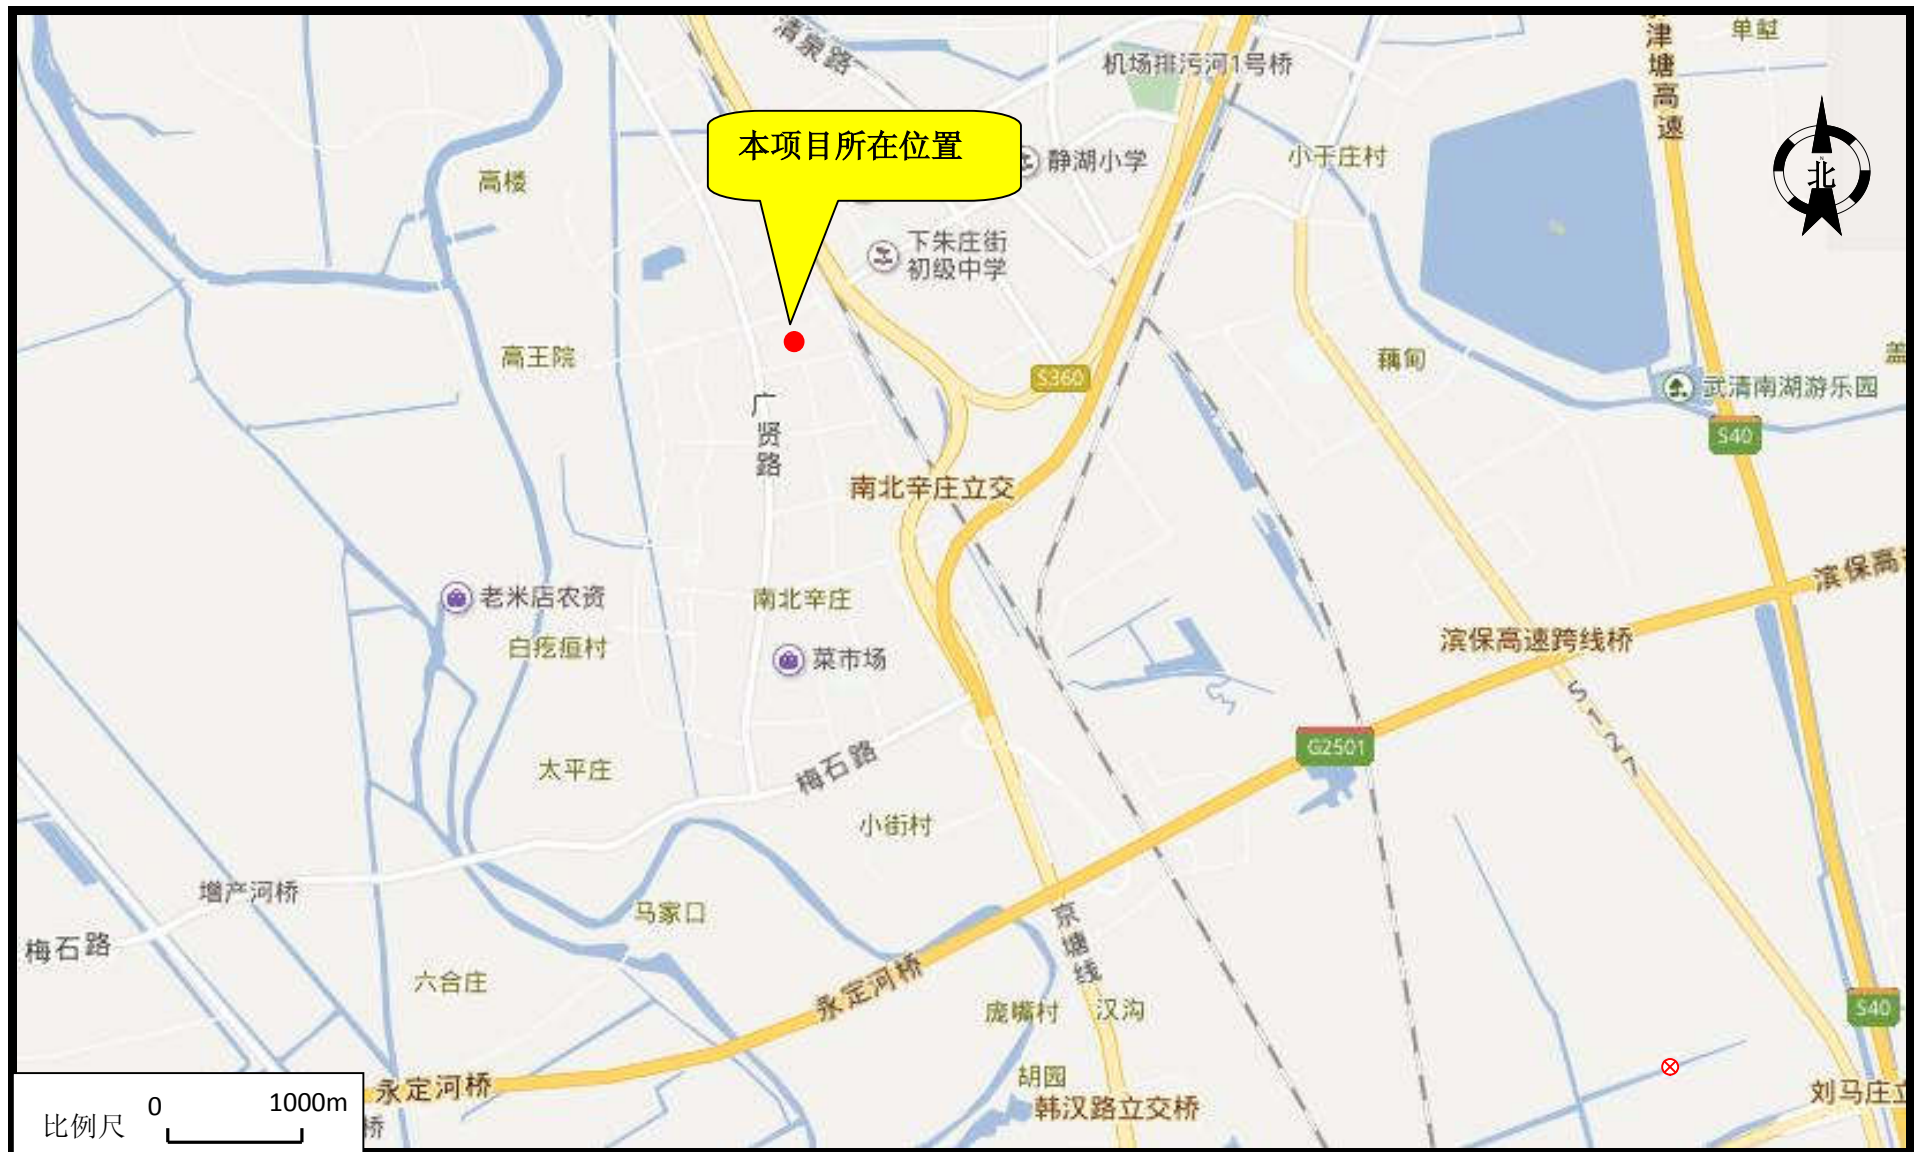 清泉路
机场排污河1号桥
津塘高速
单墅
本项目所在位置
静湖小学
小于庄村
北
高楼
下朱庄街
初级中学
高王院
S360
藕甸
盖
武清南湖游乐园
广贤路
S40
南北辛庄立交
滨保高
老米店农资
南北辛庄
白疙疸村
菜市场
滨保高速跨线桥
S127
G2501
太平庄
梅石路
小街村
增产河桥
马家口
京塘线
梅石路
六合庄
永定河桥
庞嘴村
汉沟
S40
胡园
永定河桥
刘马庄立
韩汉路立交桥
比例尺
0
1000m
桥